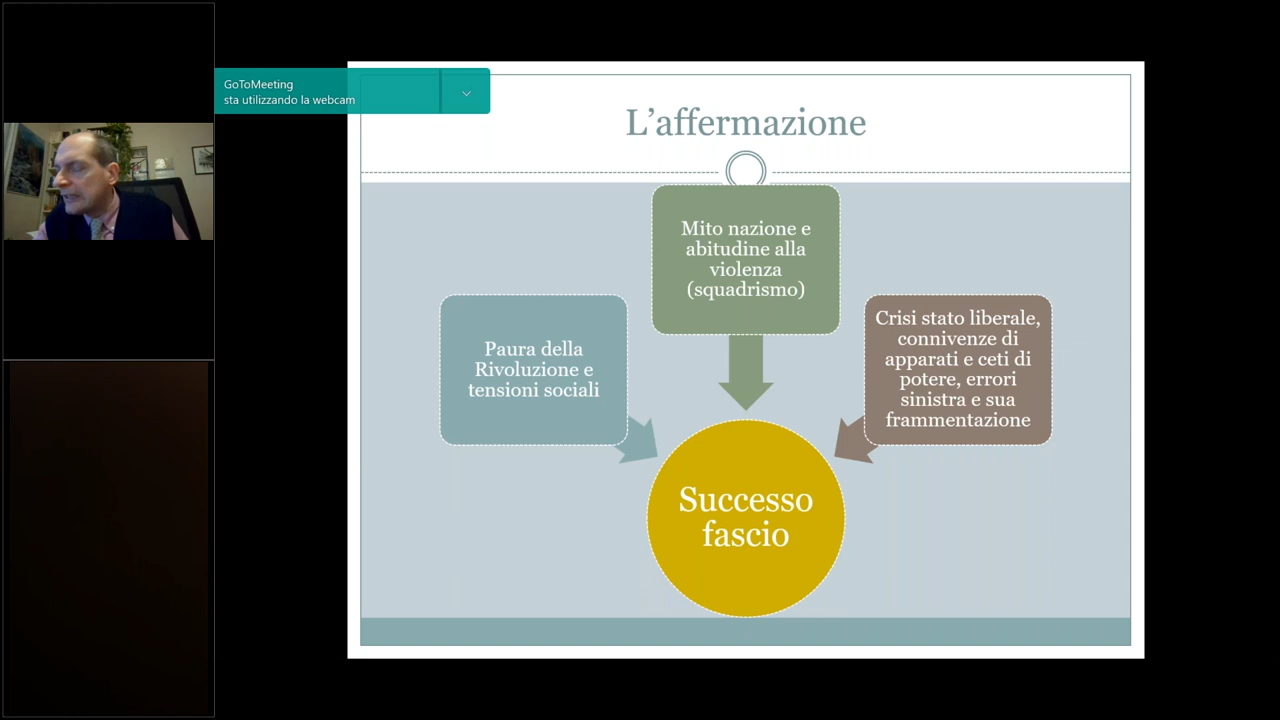 GoToMeeting
sta utilizzando la webcam
L’affermazione
Mito nazione e
abitudine alla
violenza
(squadrismo)
Paura della
Rivoluzione e
tensioni sociali
Crisi stato liberale,
connivenze di
apparati e ceti di
potere, errori
sinistra e sua
frammentazione
Successo
fascio